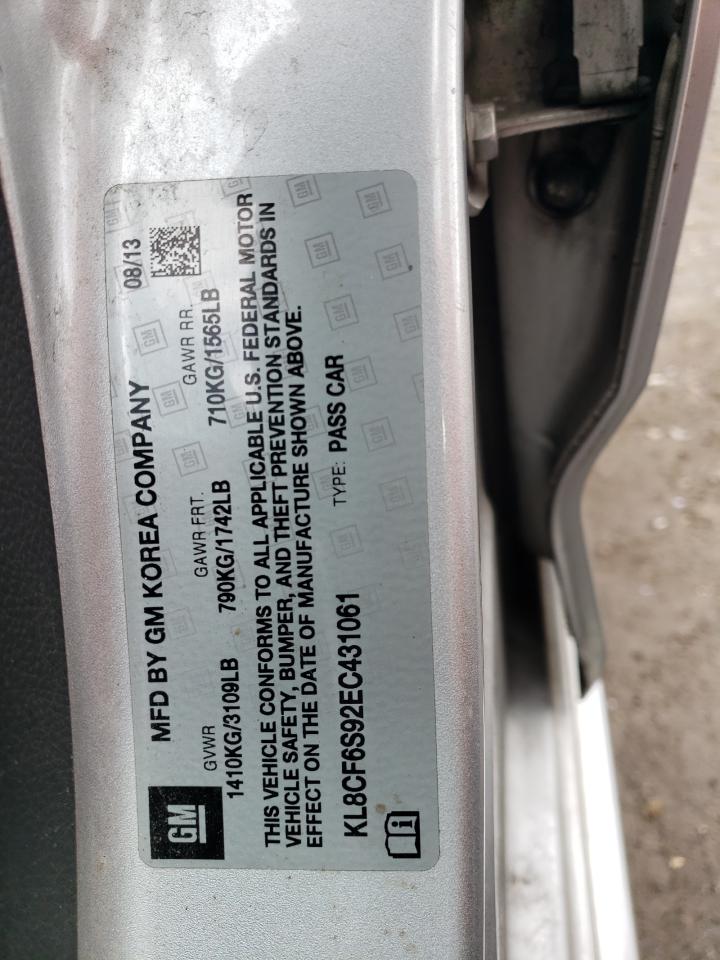 MFD BY GM KOREA COMPANY 08/13
GVWR GAWR FRT. GAWR RR.
1410KG/3109LB 790KG/1742LB 710KG/1565LB
THIS VEHICLE CONFORMS TO ALL APPLICABLE U.S. FEDERAL MOTOR
VEHICLE SAFETY, BUMPER, AND THEFT PREVENTION STANDARDS IN
EFFECT ON THE DATE OF MANUFACTURE SHOWN ABOVE.
KL8CF6S92EC431061 TYPE: PASS CAR
GM